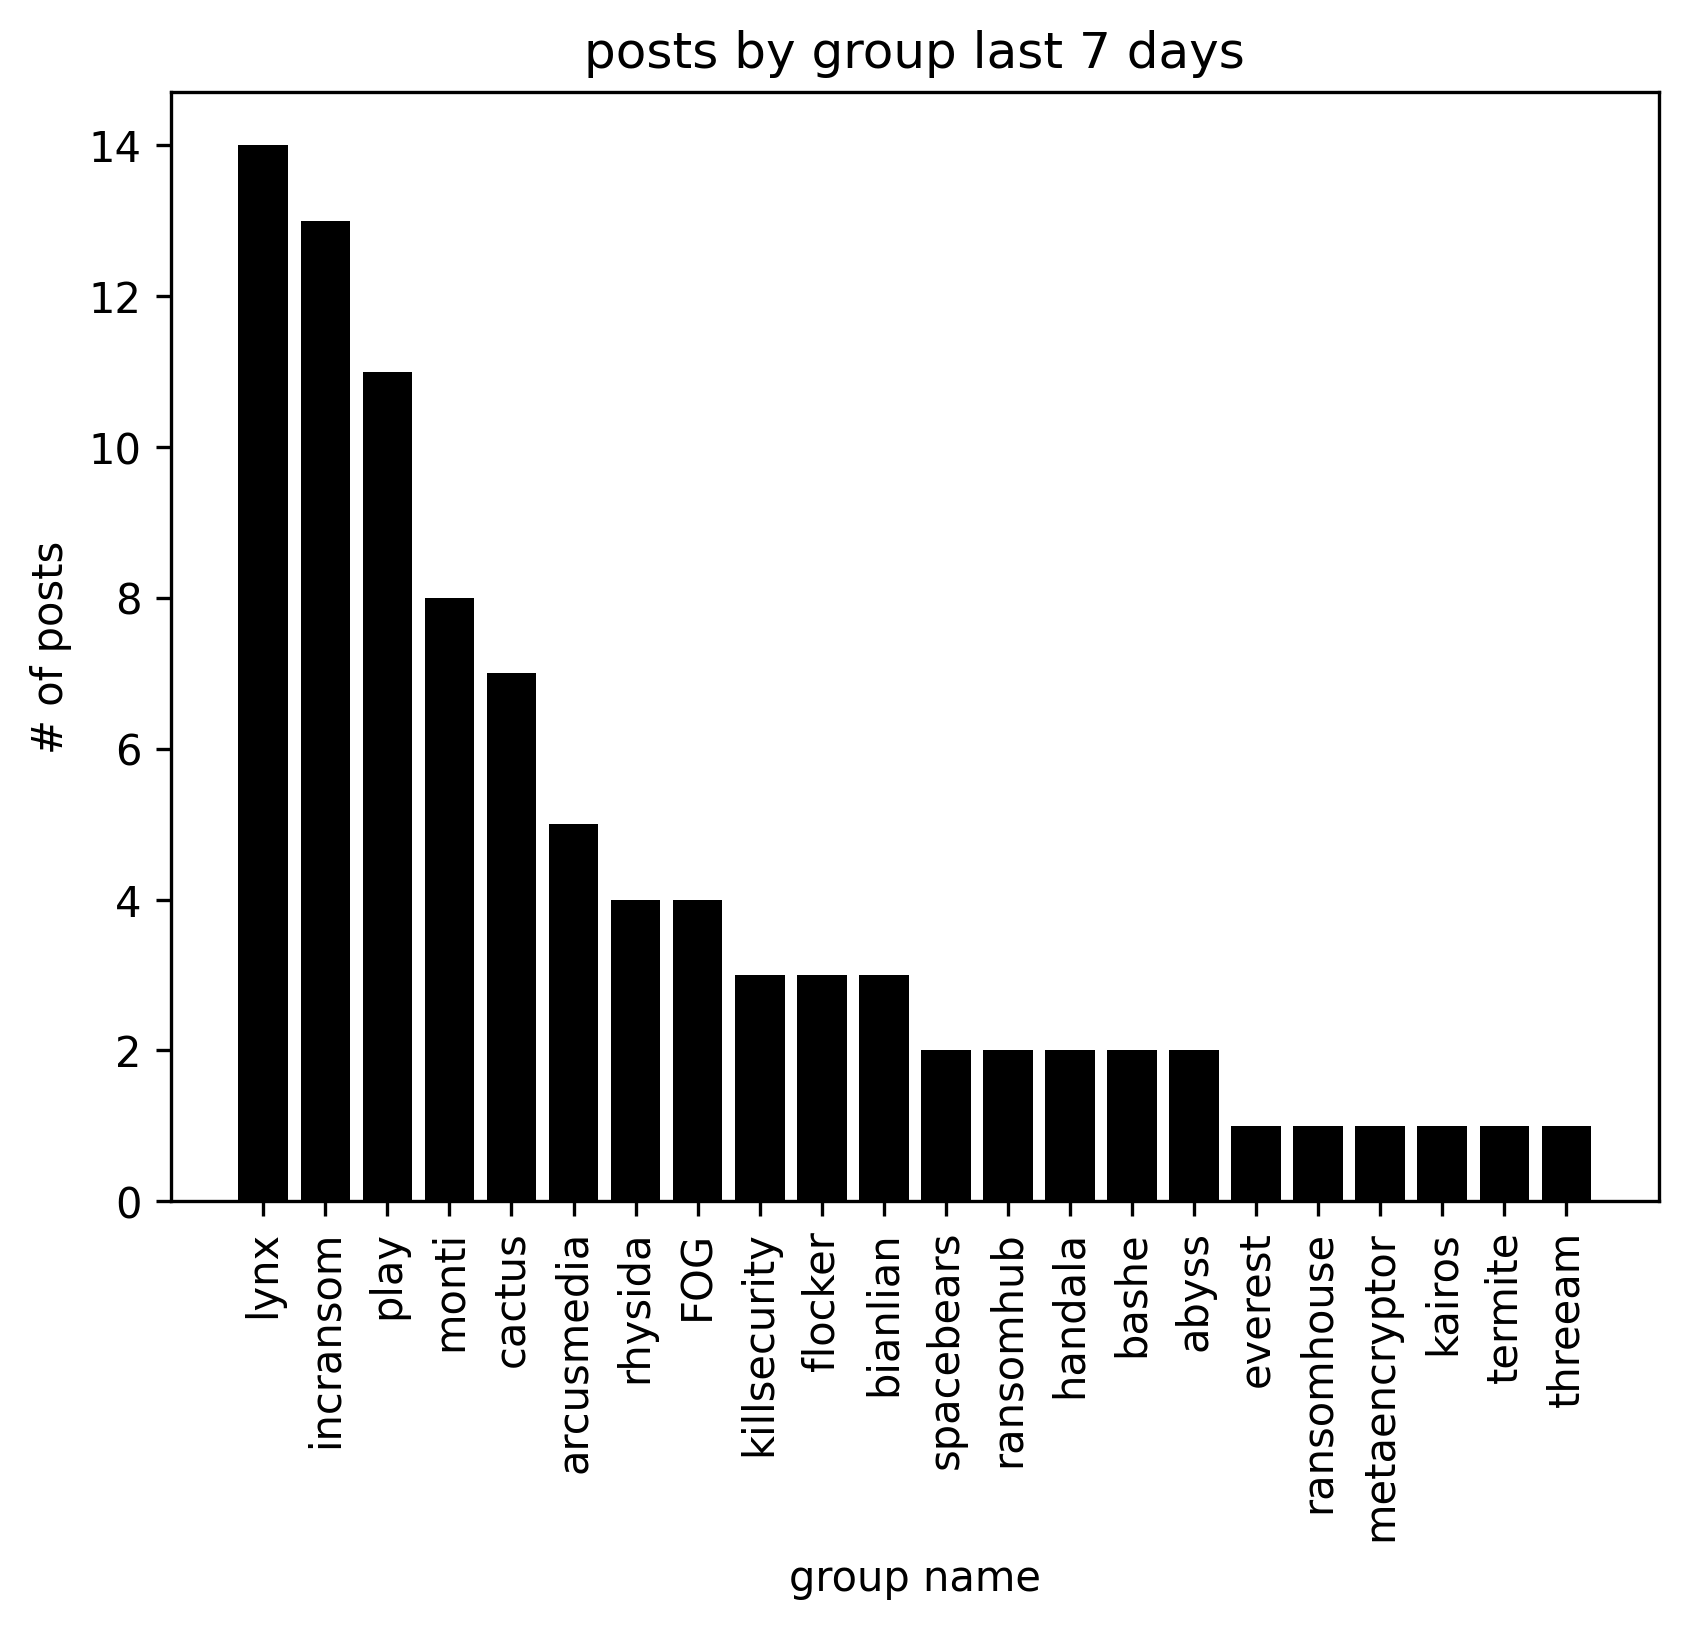 posts by group last 7 days
# of posts
14
12
10
8
6
4
2
0
lynx
incransom
play
monti
cactus
arcusmedia
rhysida
FOG
killsecurity
flocker
bianlian
spacebears
ransomhub
handala
bashe
abyss
everest
ransomhouse
metaencryptor
kairos
termite
threeam
group name